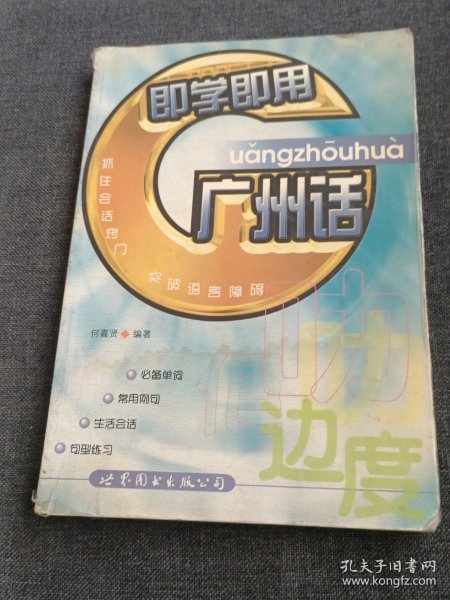 即学即用
Guǎngzhōuhuà
广州话
抓住会话窍门
突破语言障碍
何嘉贤◆编著
必备单词
常用例句
生活会话
句型练习
边度
世界图书出版公司
孔夫子旧书网
www.kongfz.com